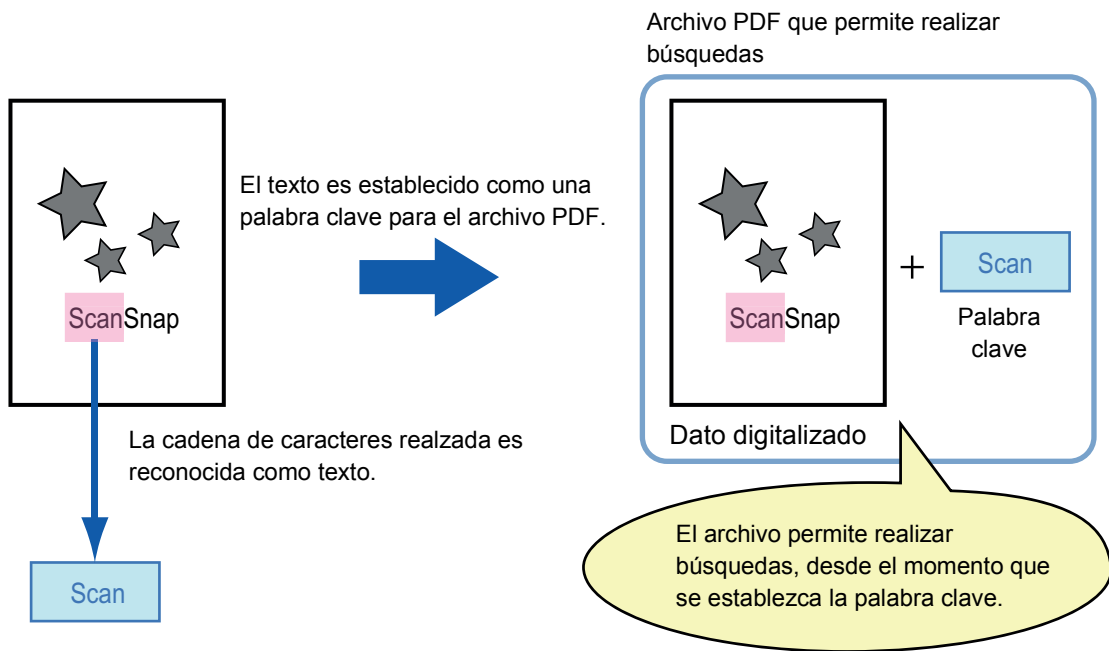 Archivo PDF que permite realizar
búsquedas
El texto es establecido como una
palabra clave para el archivo PDF.
ScanSnap
La cadena de caracteres realzada es
reconocida como texto.
Scan
ScanSnap
+
Scan
Palabra
clave
Dato digitalizado
El archivo permite realizar
búsquedas, desde el momento que
se establezca la palabra clave.